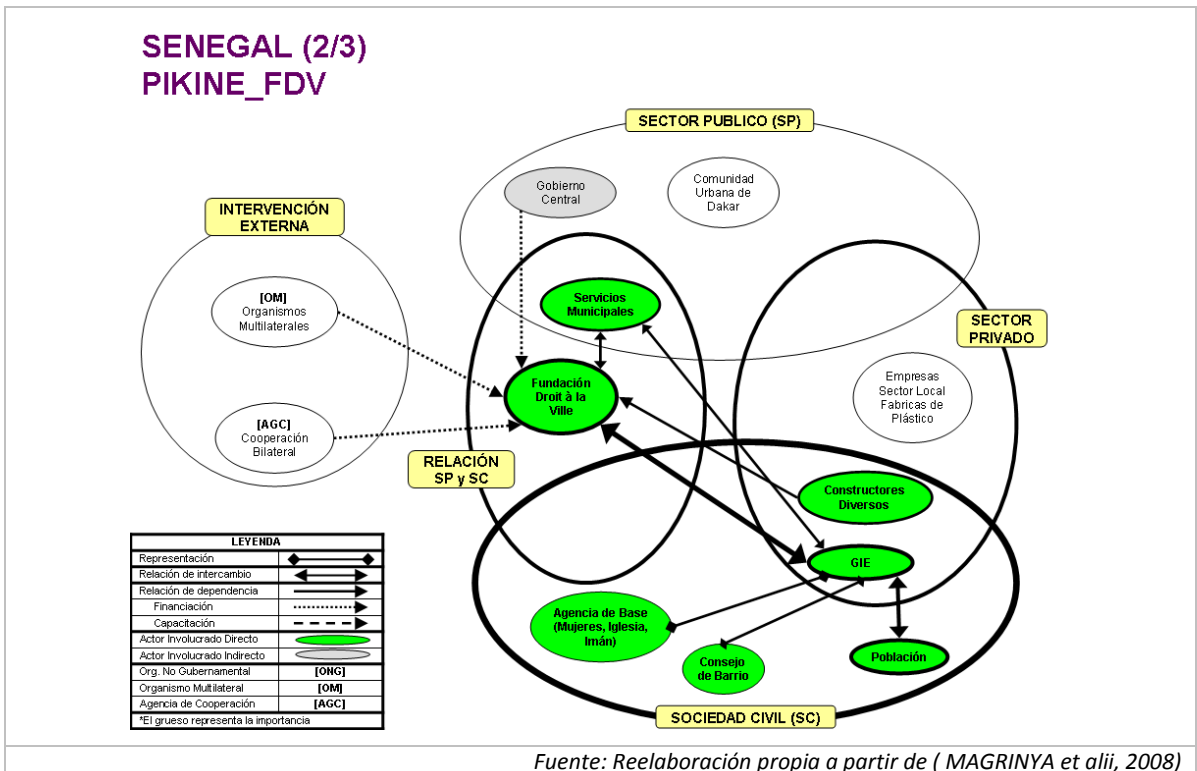 SENEGAL (2/3)
PIKINE_FDV
SECTOR PUBLICO (SP)
Gobierno
Central
Comunidad
Urbana de
Dakar
INTERVENCIÓN
EXTERNA
[OM]
Organismos
Multilaterales
Servicios
Municipales
SECTOR
PRIVADO
Fundación
Droit à la
Ville
Empresas
Sector Local
Fabricas de
Plástico
[AGC]
Cooperación
Bilateral
RELACIÓN
SP y SC
Constructores
Diversos
GIE
Agencia de Base
(Mujeres, Iglesia,
Imán)
Consejo
de Barrio
Población
SOCIEDAD CIVIL (SC)
LEYENDA
Representación
Relación de intercambio
Relación de dependencia
Financiación
Capacitación
Actor Involucrado Directo
Actor Involucrado Indirecto
Org. No Gubernamental [ONG]
Organismo Multilateral [OM]
Agencia de Cooperación [AGC]
*El grueso representa la importancia
Fuente: Reelaboración propia a partir de ( MAGRINYA et alii, 2008)